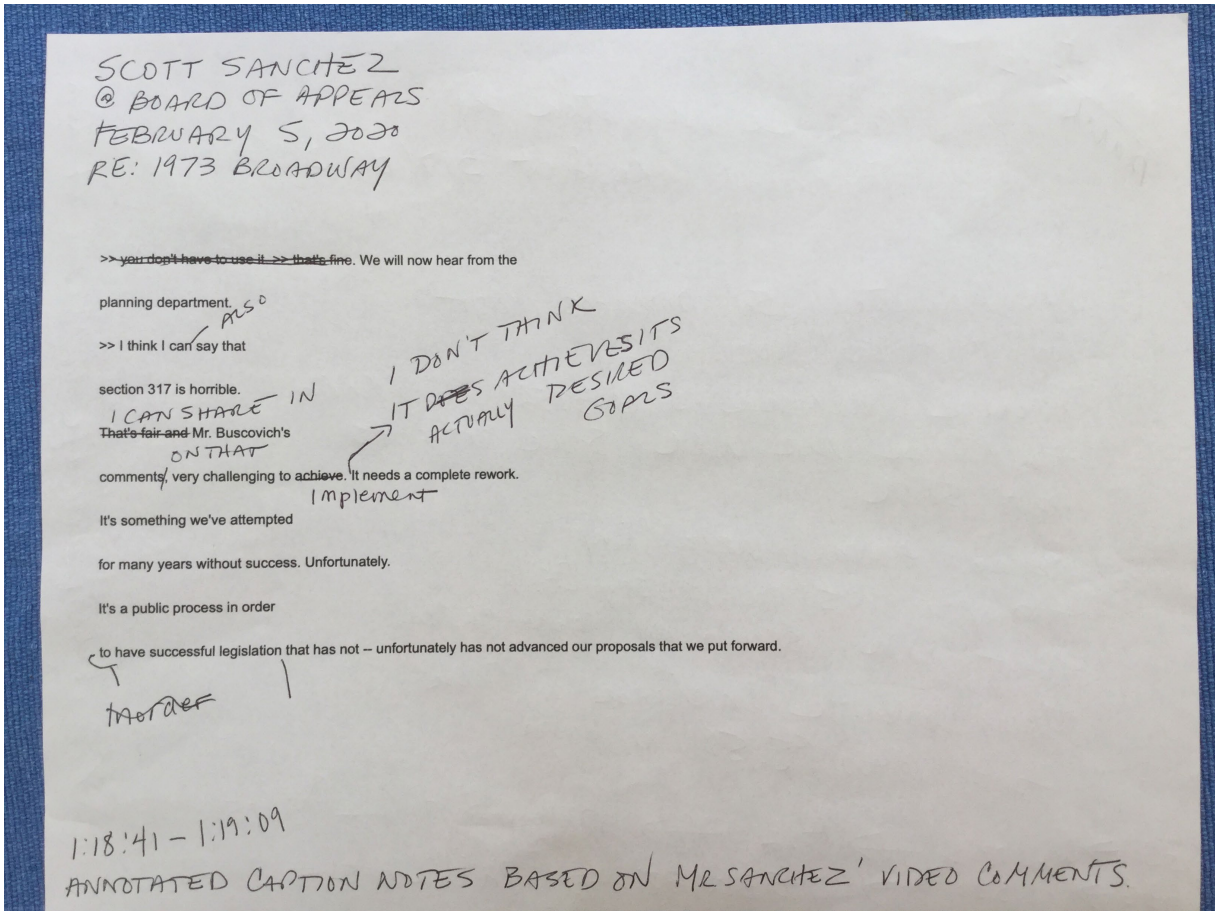 SCOTT SANCHEZ
@ BOARD OF APPEALS
FEBRUARY 5, 2020
RE: 1973 BROADWAY
>> you don't have to use it >> that's fine. We will now hear from the
planning department.
ALSO
>> I think I can say that
section 317 is horrible.
I CAN SHARE IN
That's fair and Mr. Buscovich's
ON THAT
comments, very challenging to achieve. It needs a complete rework.
Implement
I DON'T THINK
IT DOES ACHIEVES ITS
ACTUALLY DESIRED
GOALS
It's something we've attempted
for many years without success. Unfortunately.
It's a public process in order
to have successful legislation that has not -- unfortunately has not advanced our proposals that we put forward.
in order
1:18:41 – 1:19:09
ANNOTATED CAPTION NOTES BASED ON MR SANCHEZ' VIDEO COMMENTS.